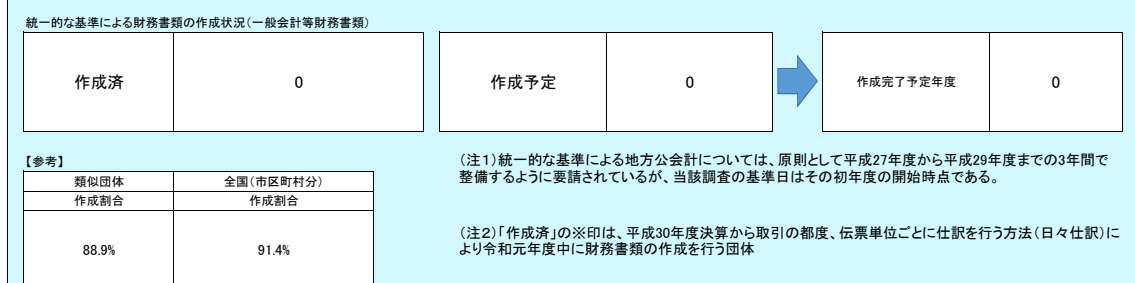 統一的な基準による財務書類の作成状況（一般会計等財務書類）
作成済
0
作成予定
0
作成完了予定年度
0
【参考】
類似団体
全国（市区町村分）
作成割合
作成割合
88.9%
91.4%
（注1）統一的な基準による地方公会計については、原則として平成27年度から平成29年度までの3年間で
整備するように要請されているが、当該調査の基準日はその初年度の開始時点である。
（注２）「作成済」の※印は、平成30年度決算から取引の都度、伝票単位ごとに仕訳を行う方法（日々仕訳）に
より令和元年度中に財務書類の作成を行う団体